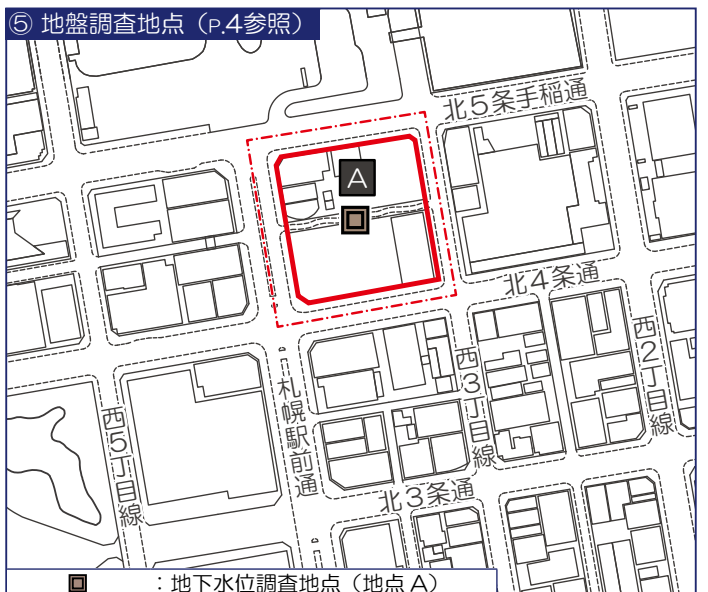 ⑤ 地盤調査地点（P.4参照）
北5条手稲通
A
北4条通
西2丁目線
西3丁目線
札幌駅前通
西5丁目線
北3条通
：地下水位調査地点（地点 A）